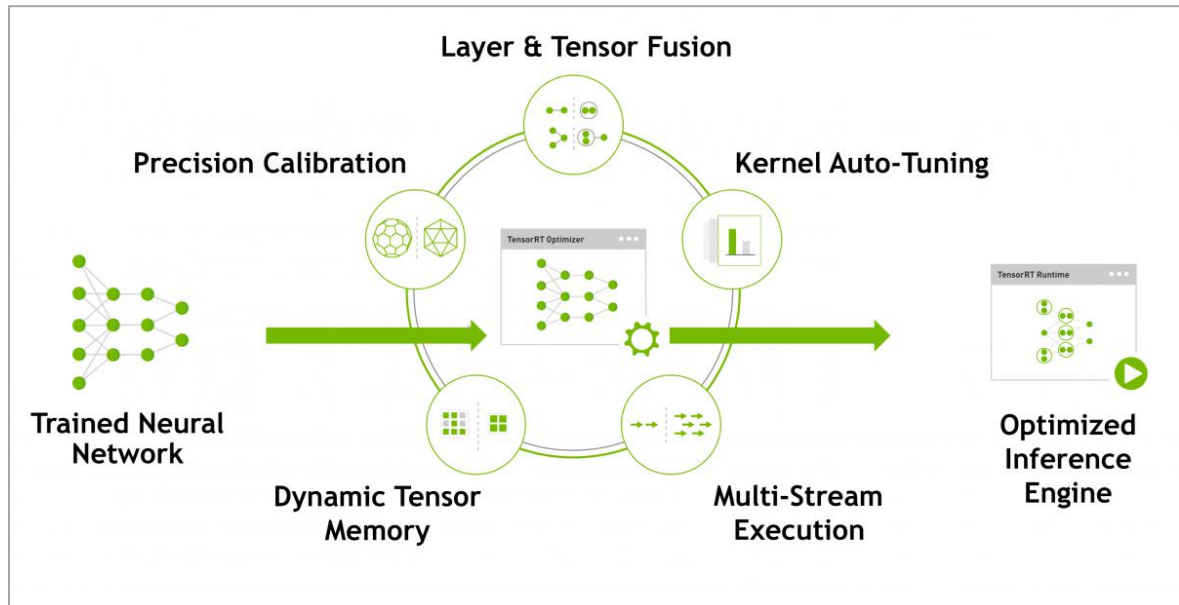 Layer & Tensor Fusion
Precision Calibration
Kernel Auto-Tuning
TensorRT Optimizer
TensorRT Runtime
Trained Neural
Network
Dynamic Tensor
Memory
Multi-Stream
Execution
Optimized
Inference
Engine